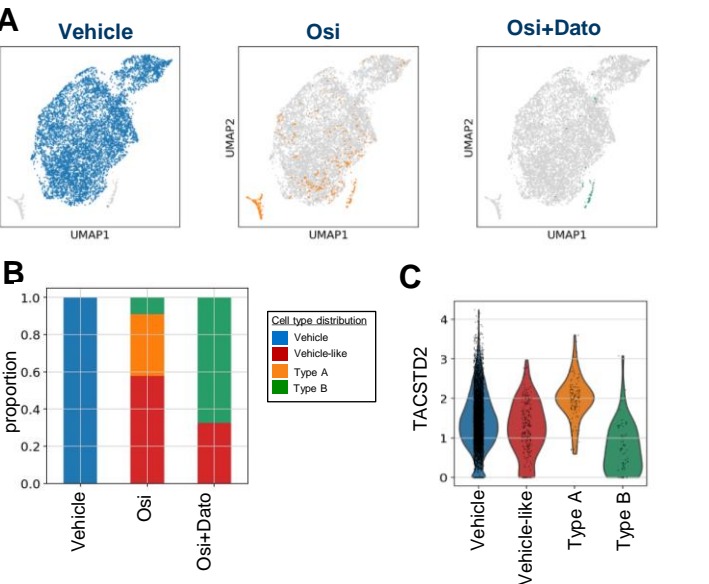 A
Vehicle
Osi
Osi+Dato
UMAP2
UMAP2
UMAP1
UMAP1
UMAP1
B
C
1.0
0.8
0.6
0.4
0.2
0.0
proportion
Vehicle
Osi
Osi+Dato
Cell type distribution
Vehicle
Vehicle-like
Type A
Type B
4
3
2
1
0
TACSTD2
Vehicle
Vehicle-like
Type A
Type B